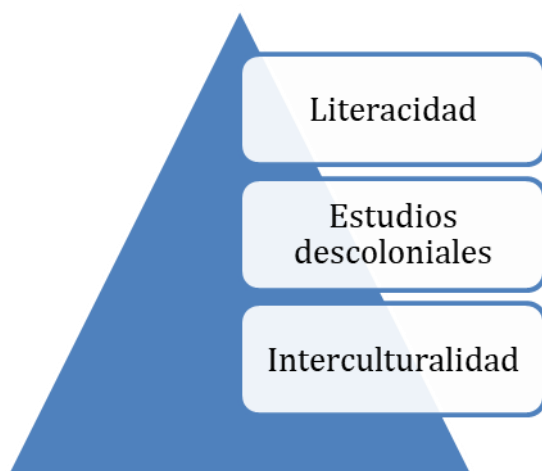 Literacidad
Estudios
descoloniales
Interculturalidad